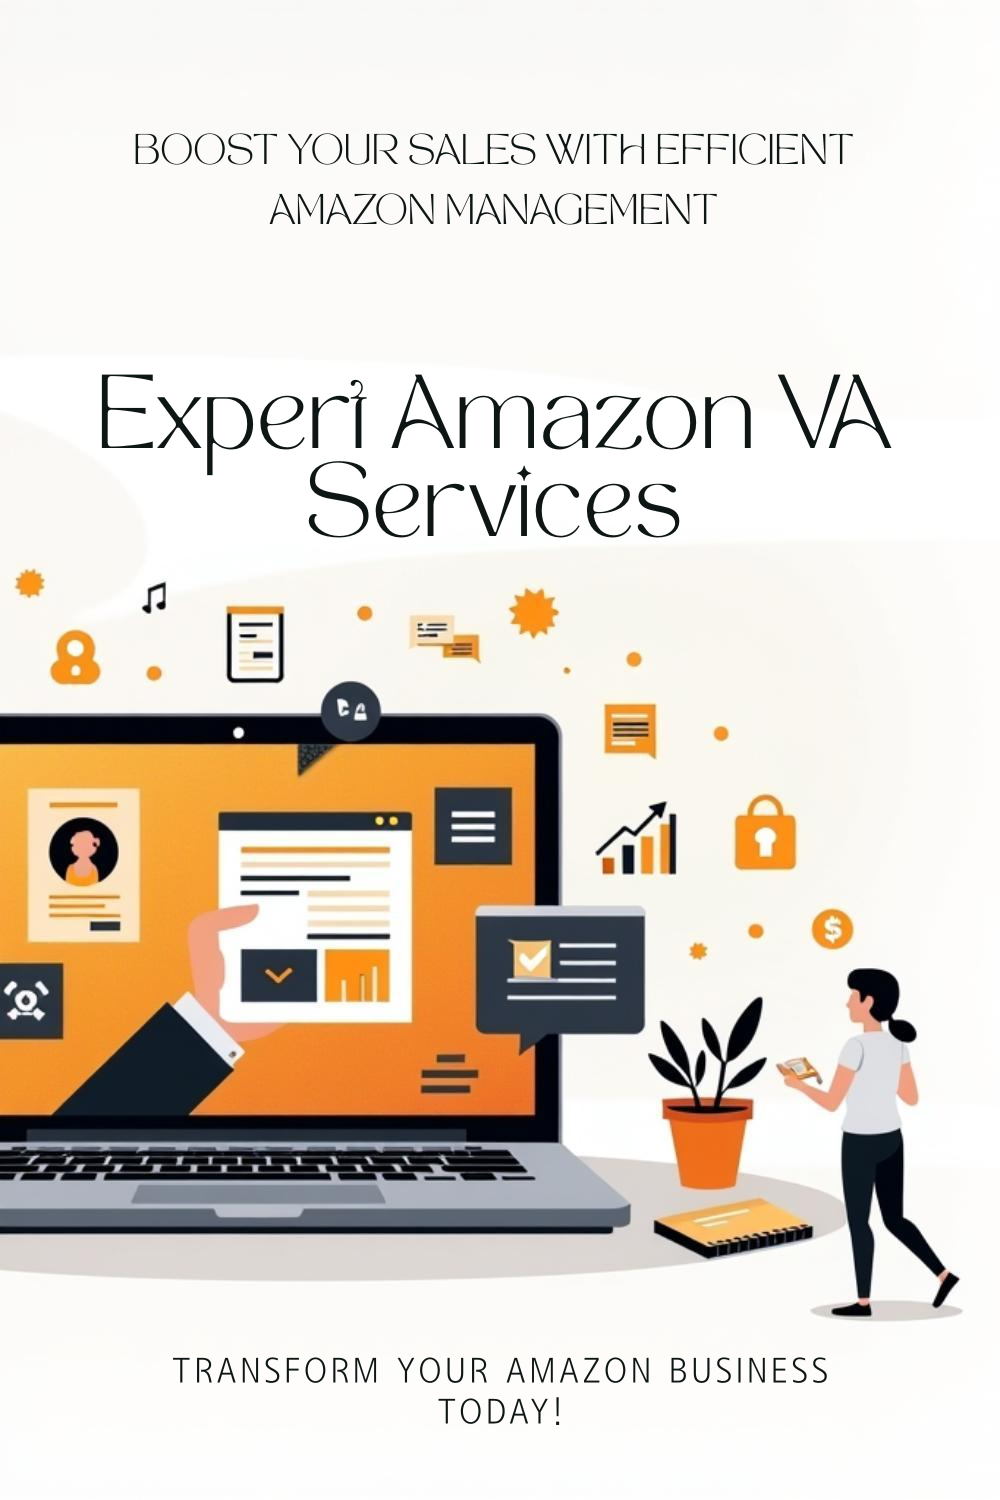 BOOST YOUR SALES WITH EFFICIENT
AMAZON MANAGEMENT
Expert Amazon VA
Services
TRANSFORM YOUR AMAZON BUSINESS
TODAY!